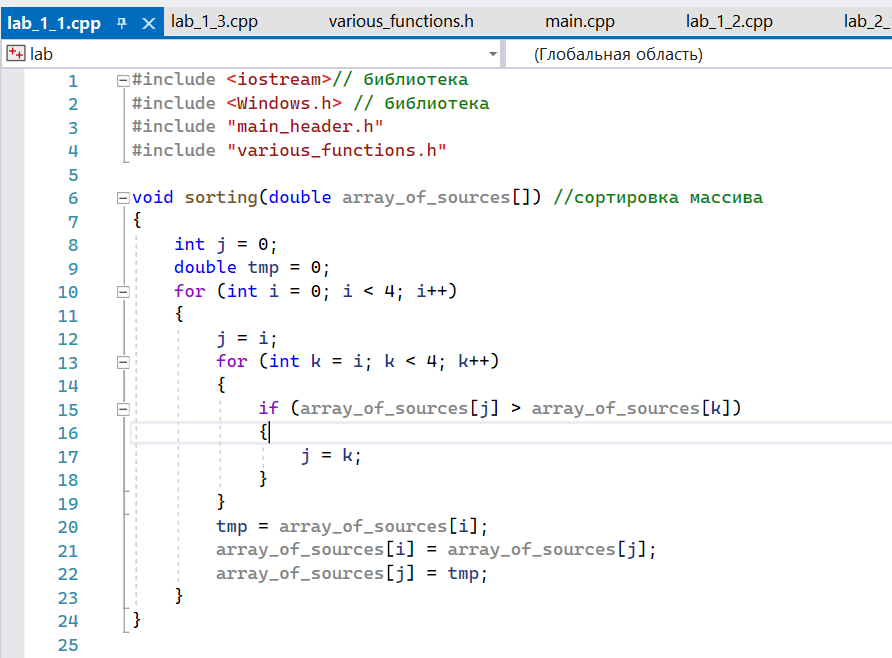 lab_1_1.cpp lab_1_3.cpp various_functions.h main.cpp lab_1_2.cpp lab_2_
lab (Глобальная область)
1 #include <iostream>// библиотека
2 #include <Windows.h> // библиотека
3 #include "main_header.h"
4 #include "various_functions.h"
5
6 void sorting(double array_of_sources[]) //сортировка массива
7 {
8 int j = 0;
9 double tmp = 0;
10 for (int i = 0; i < 4; i++)
11 {
12 j = i;
13 for (int k = i; k < 4; k++)
14 {
15 if (array_of_sources[j] > array_of_sources[k])
16 {
17 j = k;
18 }
19 }
20 tmp = array_of_sources[i];
21 array_of_sources[i] = array_of_sources[j];
22 array_of_sources[j] = tmp;
23 }
24 }
25